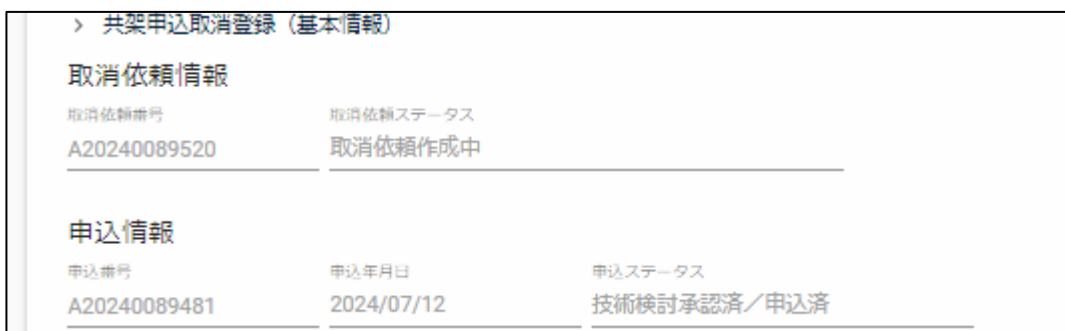 > 共架申込取消登録（基本情報）
取消依頼情報
取消依頼番号 取消依頼ステータス
A20240089520 取消依頼作成中
申込情報
申込番号 申込年月日 申込ステータス
A20240089481 2024/07/12 技術検討承認済／申込済